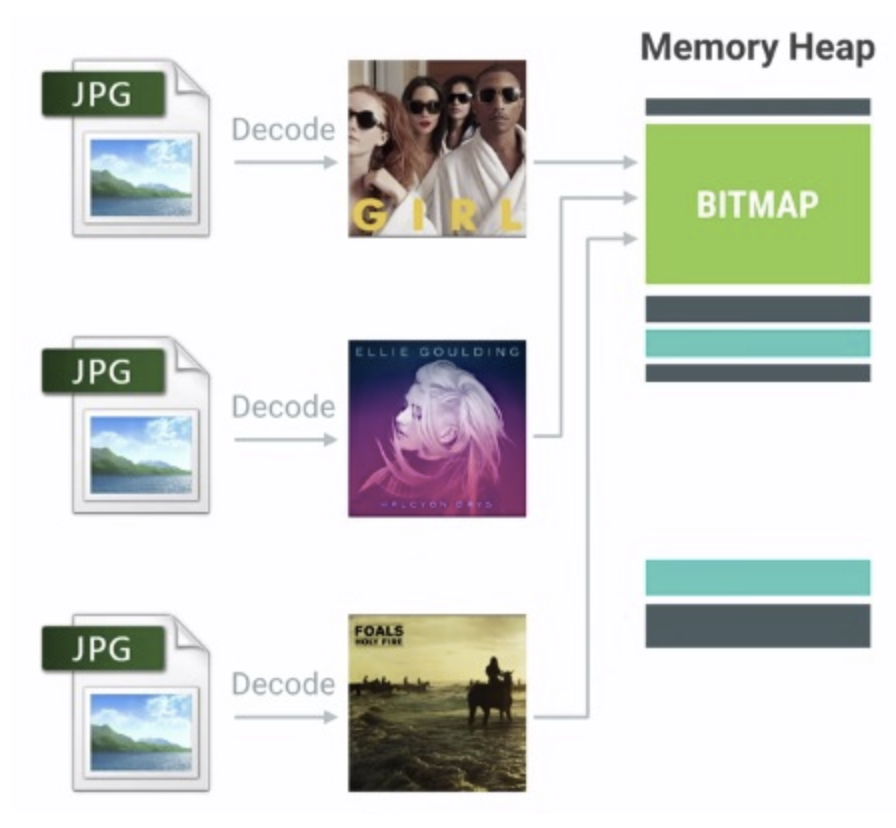 Memory Heap
JPG
Decode
GIRL
BITMAP
JPG
Decode
ELLIE GOULDING
HALCYON DAYS
JPG
Decode
FOALS
HOLY FIRE